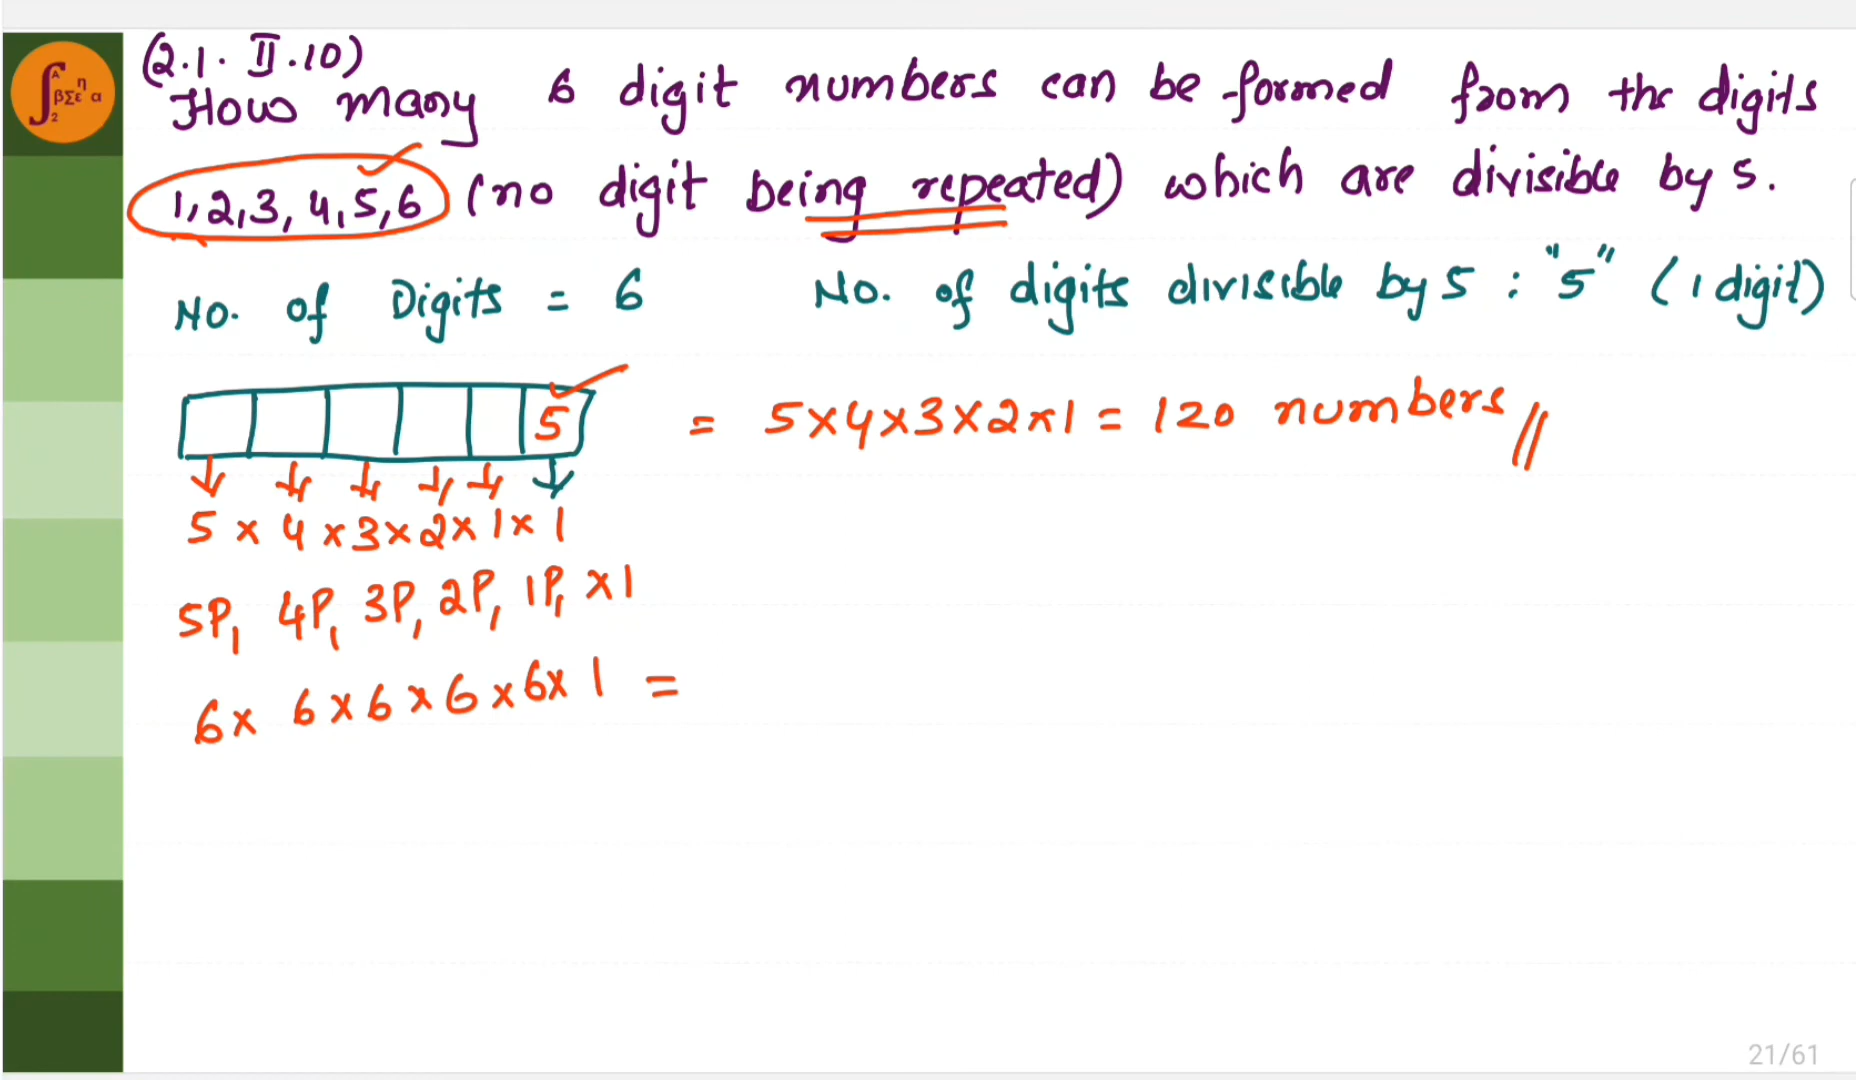 (2.1. II.10)
How many 6 digit numbers can be formed from the digits
1,2,3,4,5,6 (no digit being repeated) which are divisible by 5.
No. of Digits = 6 No. of digits divisible by 5 : "5" (1 digit)
5 = 5×4×3×2×1 = 120 numbers //
5 × 4 × 3 × 2 × 1 × 1
5P₁ 4P₁ 3P₁ 2P₁ 1P₁ ×1
6× 6×6×6×6×1 =
21/61